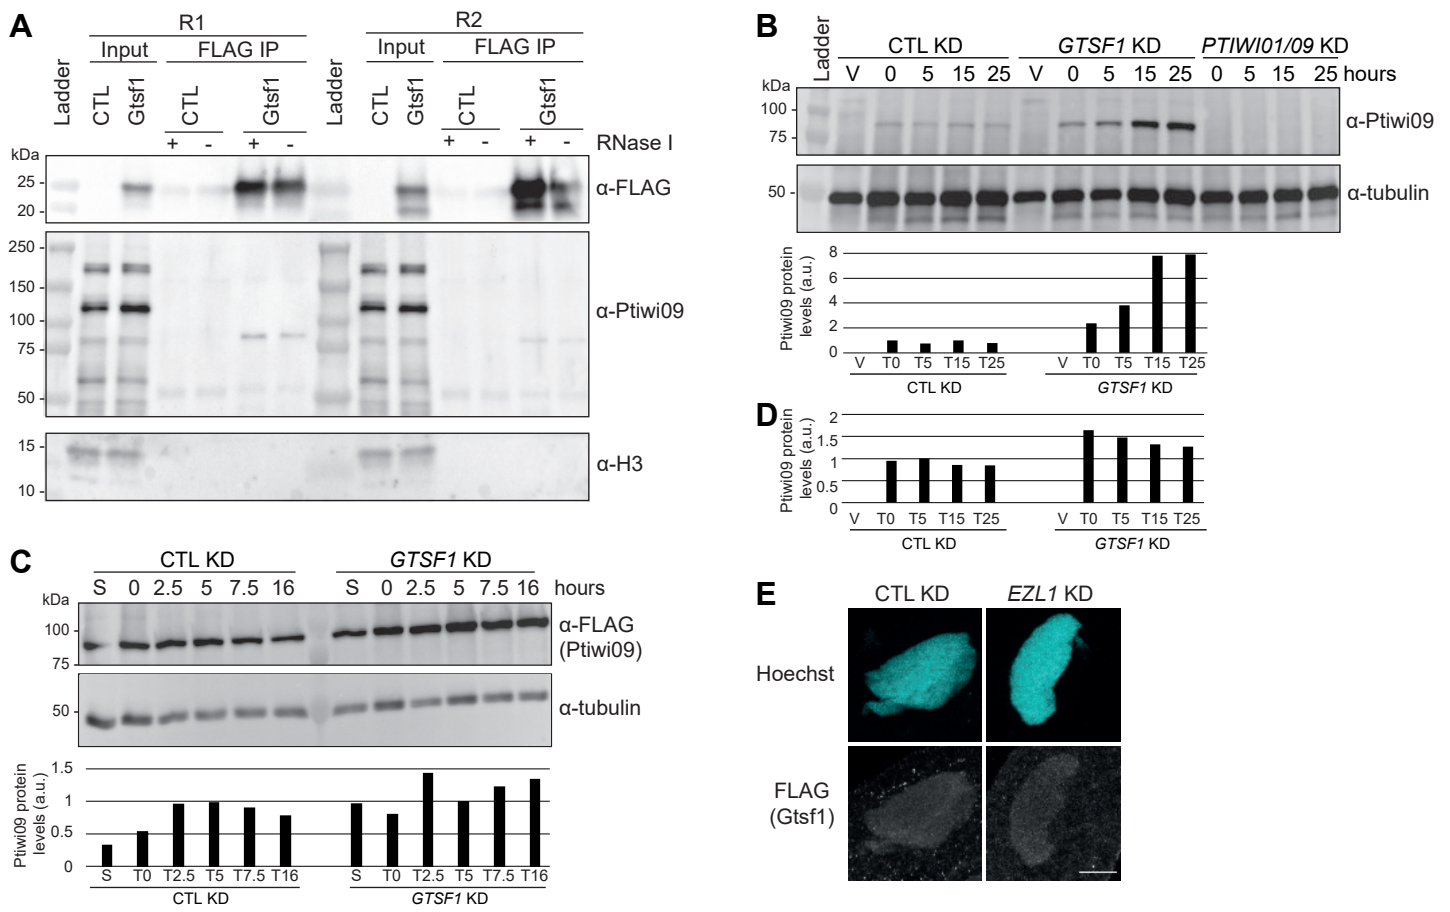 A
R1
R2
Input
FLAG IP
Input
FLAG IP
Ladder
CTL
Gtsf1
CTL
Gtsf1
Ladder
CTL
Gtsf1
CTL
Gtsf1
+ - + - + - + - RNase I
kDa
25
20
α-FLAG
250
150
100
75
50
α-Ptiwi09
15
10
α-H3
B
Ladder
CTL KD
GTSF1 KD
PTIWI01/09 KD
V 0 5 15 25 V 0 5 15 25 0 5 15 25 hours
kDa
100
75
α-Ptiwi09
50
α-tubulin
Ptiwi09 protein
levels (a.u.)
8
6
4
2
0
V T0 T5 T15 T25 V T0 T5 T15 T25
CTL KD
GTSF1 KD
D
Ptiwi09 protein
levels (a.u.)
2
1.5
1
0.5
0
V T0 T5 T15 T25 V T0 T5 T15 T25
CTL KD
GTSF1 KD
C
CTL KD
GTSF1 KD
S 0 2.5 5 7.5 16 S 0 2.5 5 7.5 16 hours
kDa
100
75
α-FLAG
(Ptiwi09)
50
α-tubulin
Ptiwi09 protein
levels (a.u.)
1.5
1
0.5
0
S T0 T2.5 T5 T7.5 T16 S T0 T2.5 T5 T7.5 T16
CTL KD
GTSF1 KD
E
CTL KD
EZL1 KD
Hoechst
FLAG
(Gtsf1)